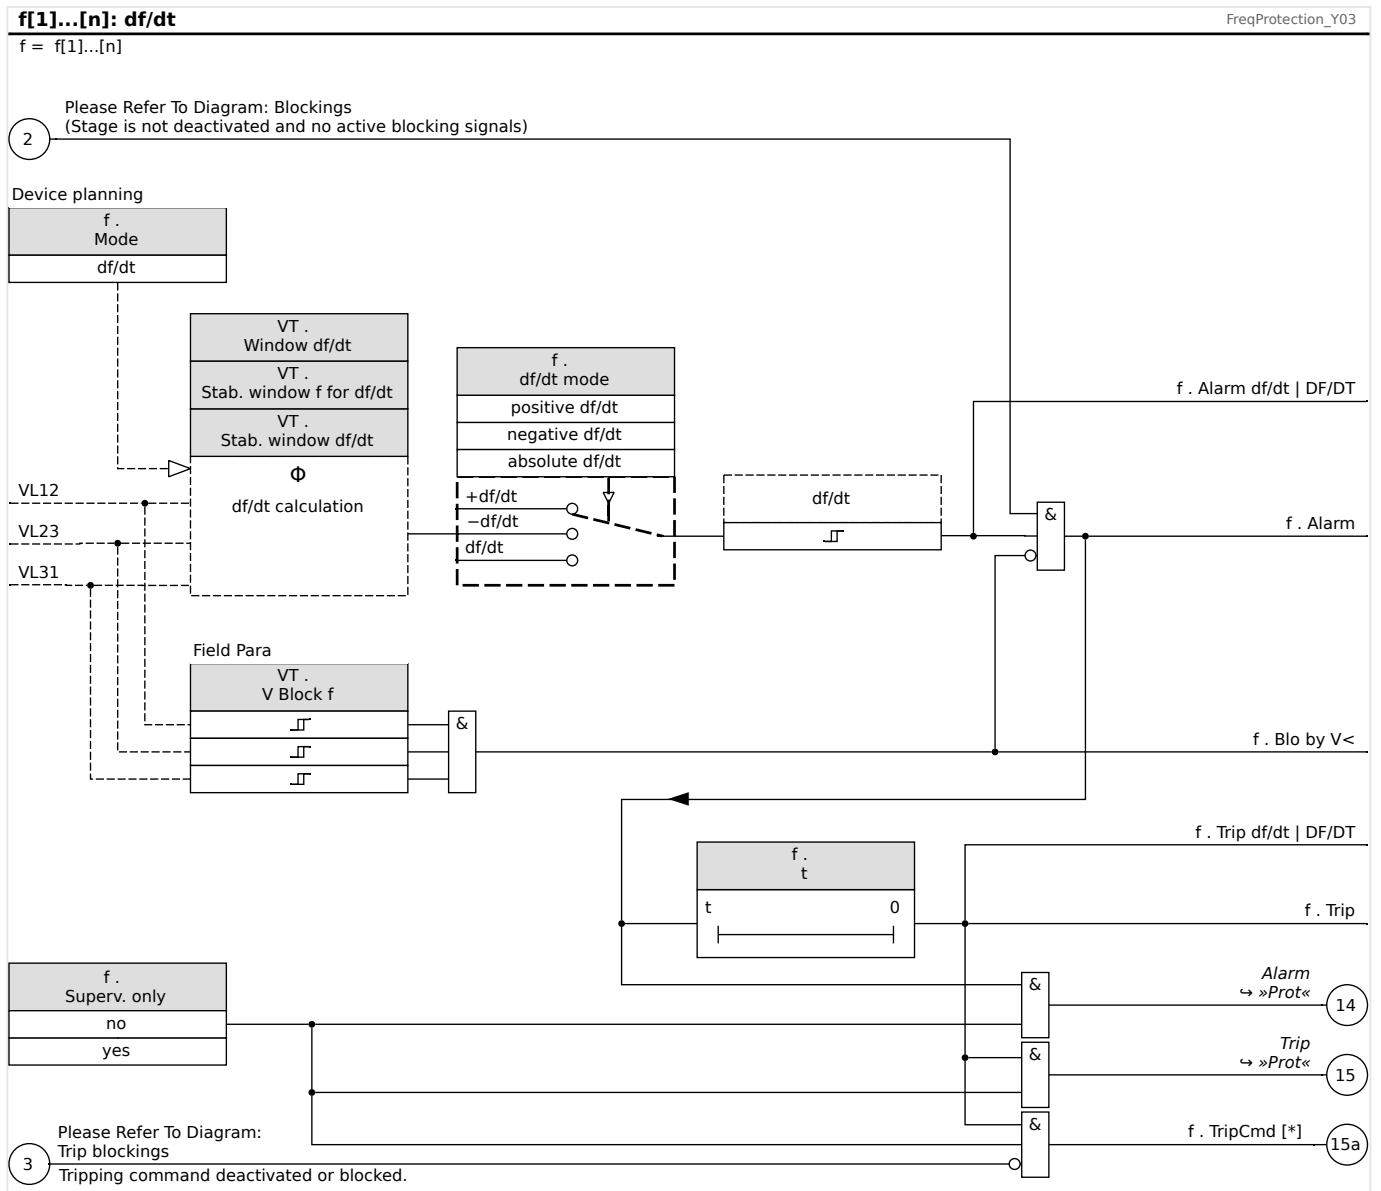 f[1]...[n]: df/dt
FreqProtection_Y03
f = f[1]...[n]
Please Refer To Diagram: Blockings
(Stage is not deactivated and no active blocking signals)
2
Device planning
f .
Mode
df/dt
VT .
Window df/dt
VT .
Stab. window f for df/dt
VT .
Stab. window df/dt
Φ
df/dt calculation
f .
df/dt mode
positive df/dt
negative df/dt
absolute df/dt
+df/dt
−df/dt
df/dt
df/dt
f . Alarm df/dt | DF/DT
&
f . Alarm
VL12
VL23
VL31
Field Para
VT .
V Block f
&
f . Blo by V<
f . Trip df/dt | DF/DT
f .
t
t 0
f . Trip
f .
Superv. only
no
yes
&
Alarm
↪ »Prot«
14
&
Trip
↪ »Prot«
15
&
f . TripCmd [*]
15a
Please Refer To Diagram:
Trip blockings
3
Tripping command deactivated or blocked.